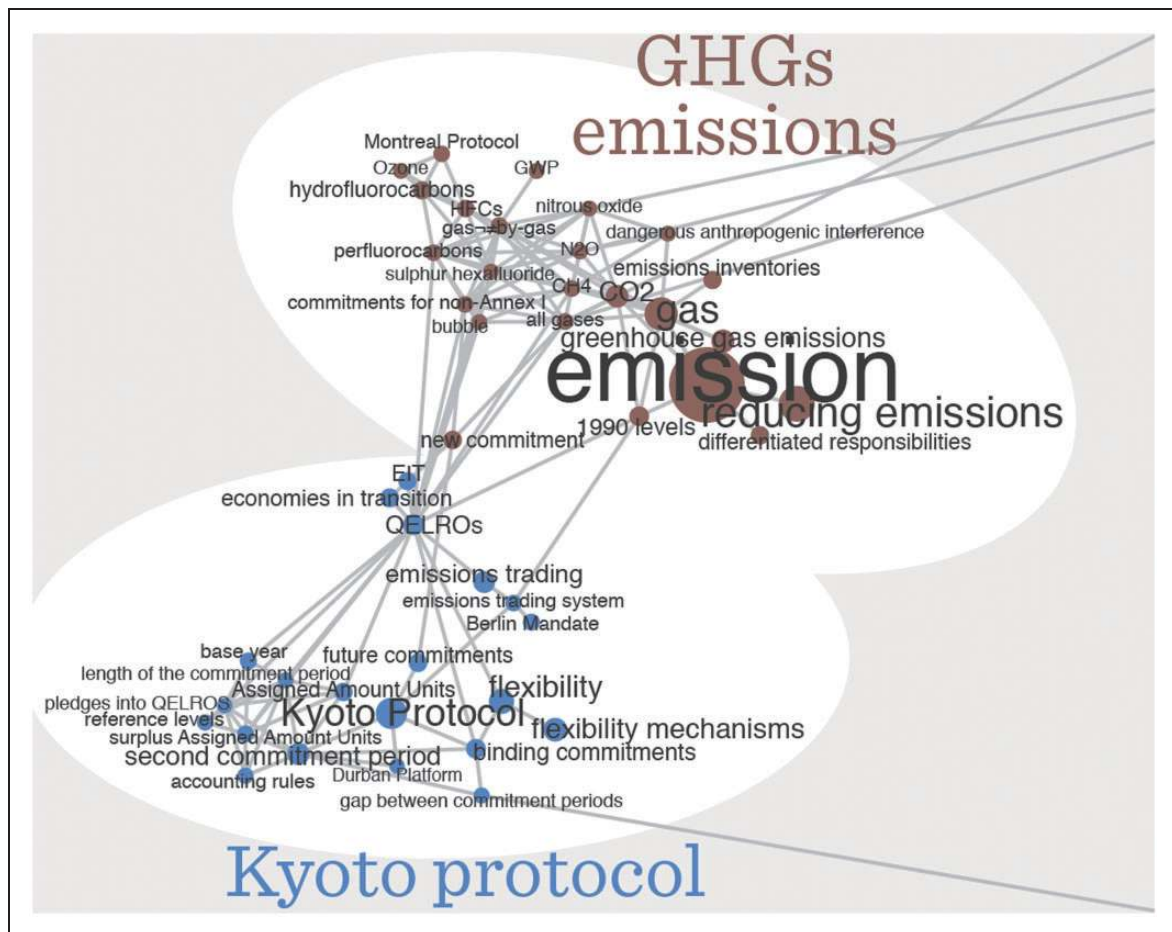 GHGs
emissions
Montreal Protocol
Ozone
GWP
hydrofluorocarbons
HFCs
nitrous oxide
gas¬=by-gas
dangerous anthropogenic interference
perfluorocarbons
N2O
sulphur hexafluoride
emissions inventories
CH4
CO2
commitments for non-Annex I
gas
bubble
all gases
greenhouse gas emissions
emission
reducing emissions
1990 levels
new commitment
differentiated responsibilities
EIT
economies in transition
QELROs
emissions trading
emissions trading system
Berlin Mandate
base year
future commitments
length of the commitment period
Assigned Amount Units
flexibility
pledges into QELROS
Kyoto Protocol
reference levels
flexibility mechanisms
surplus Assigned Amount Units
second commitment period
binding commitments
Durban Platform
accounting rules
gap between commitment periods
Kyoto protocol